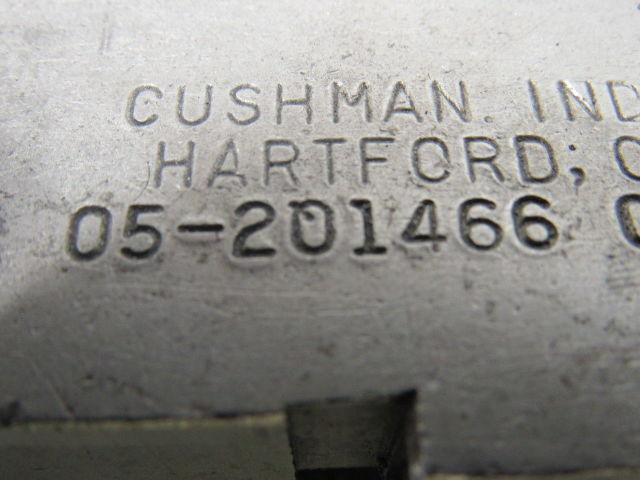 CUSHMAN. IND
HARTFORD; C
05-201466